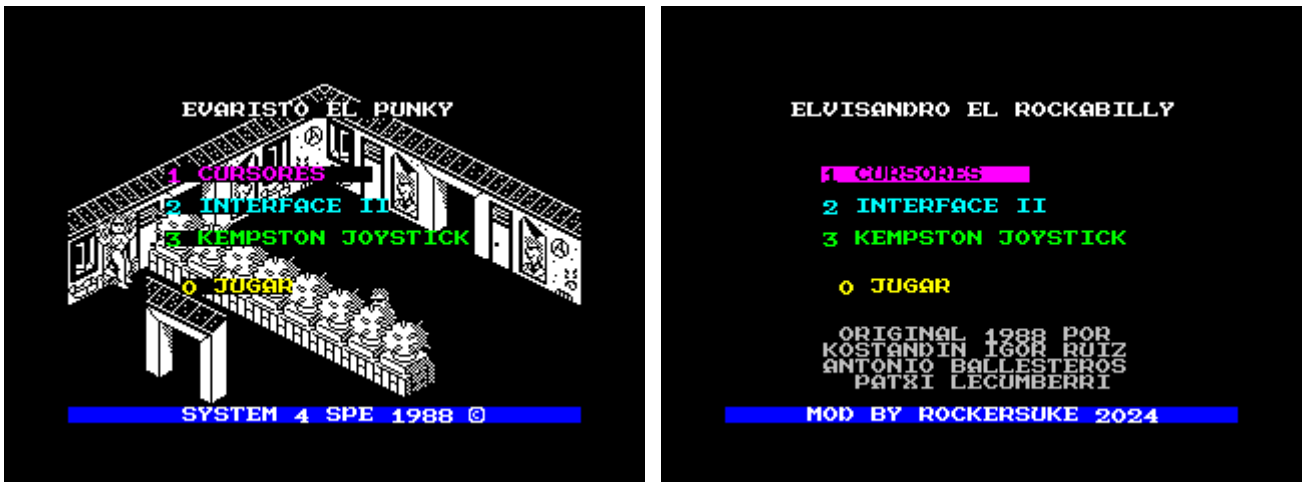 EVARISTO EL PUNKY
1 CURSORES
2 INTERFACE II
3 KEMPSTON JOYSTICK
0 JUGAR
SYSTEM 4 SPE 1988 ©
ELVISANDRO EL ROCKABILLY
1 CURSORES
2 INTERFACE II
3 KEMPSTON JOYSTICK
0 JUGAR
ORIGINAL 1988 POR
KOSTANDIN IGOR RUIZ
ANTONIO BALLESTEROS
PATXI LECUMBERRI
MOD BY ROCKERSUKE 2024